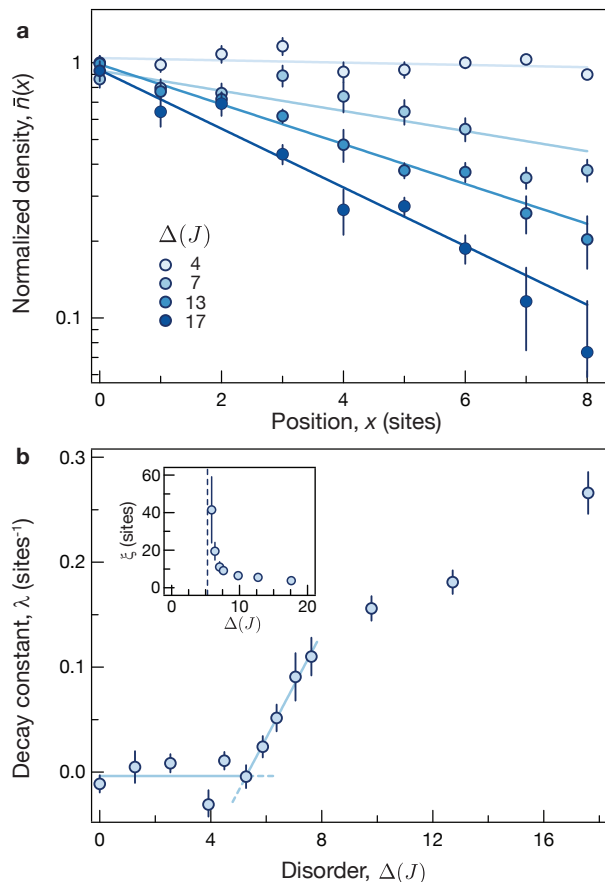 a
Normalized density, n̄(x)
1
0.1
Δ(J)
4
7
13
17
0 2 4 6 8
Position, x (sites)
b
Decay constant, λ (sites⁻¹)
0.3
0.2
0.1
0.0
60
40
20
0
ξ (sites)
0 10 20
Δ(J)
0 4 8 12 16
Disorder, Δ(J)